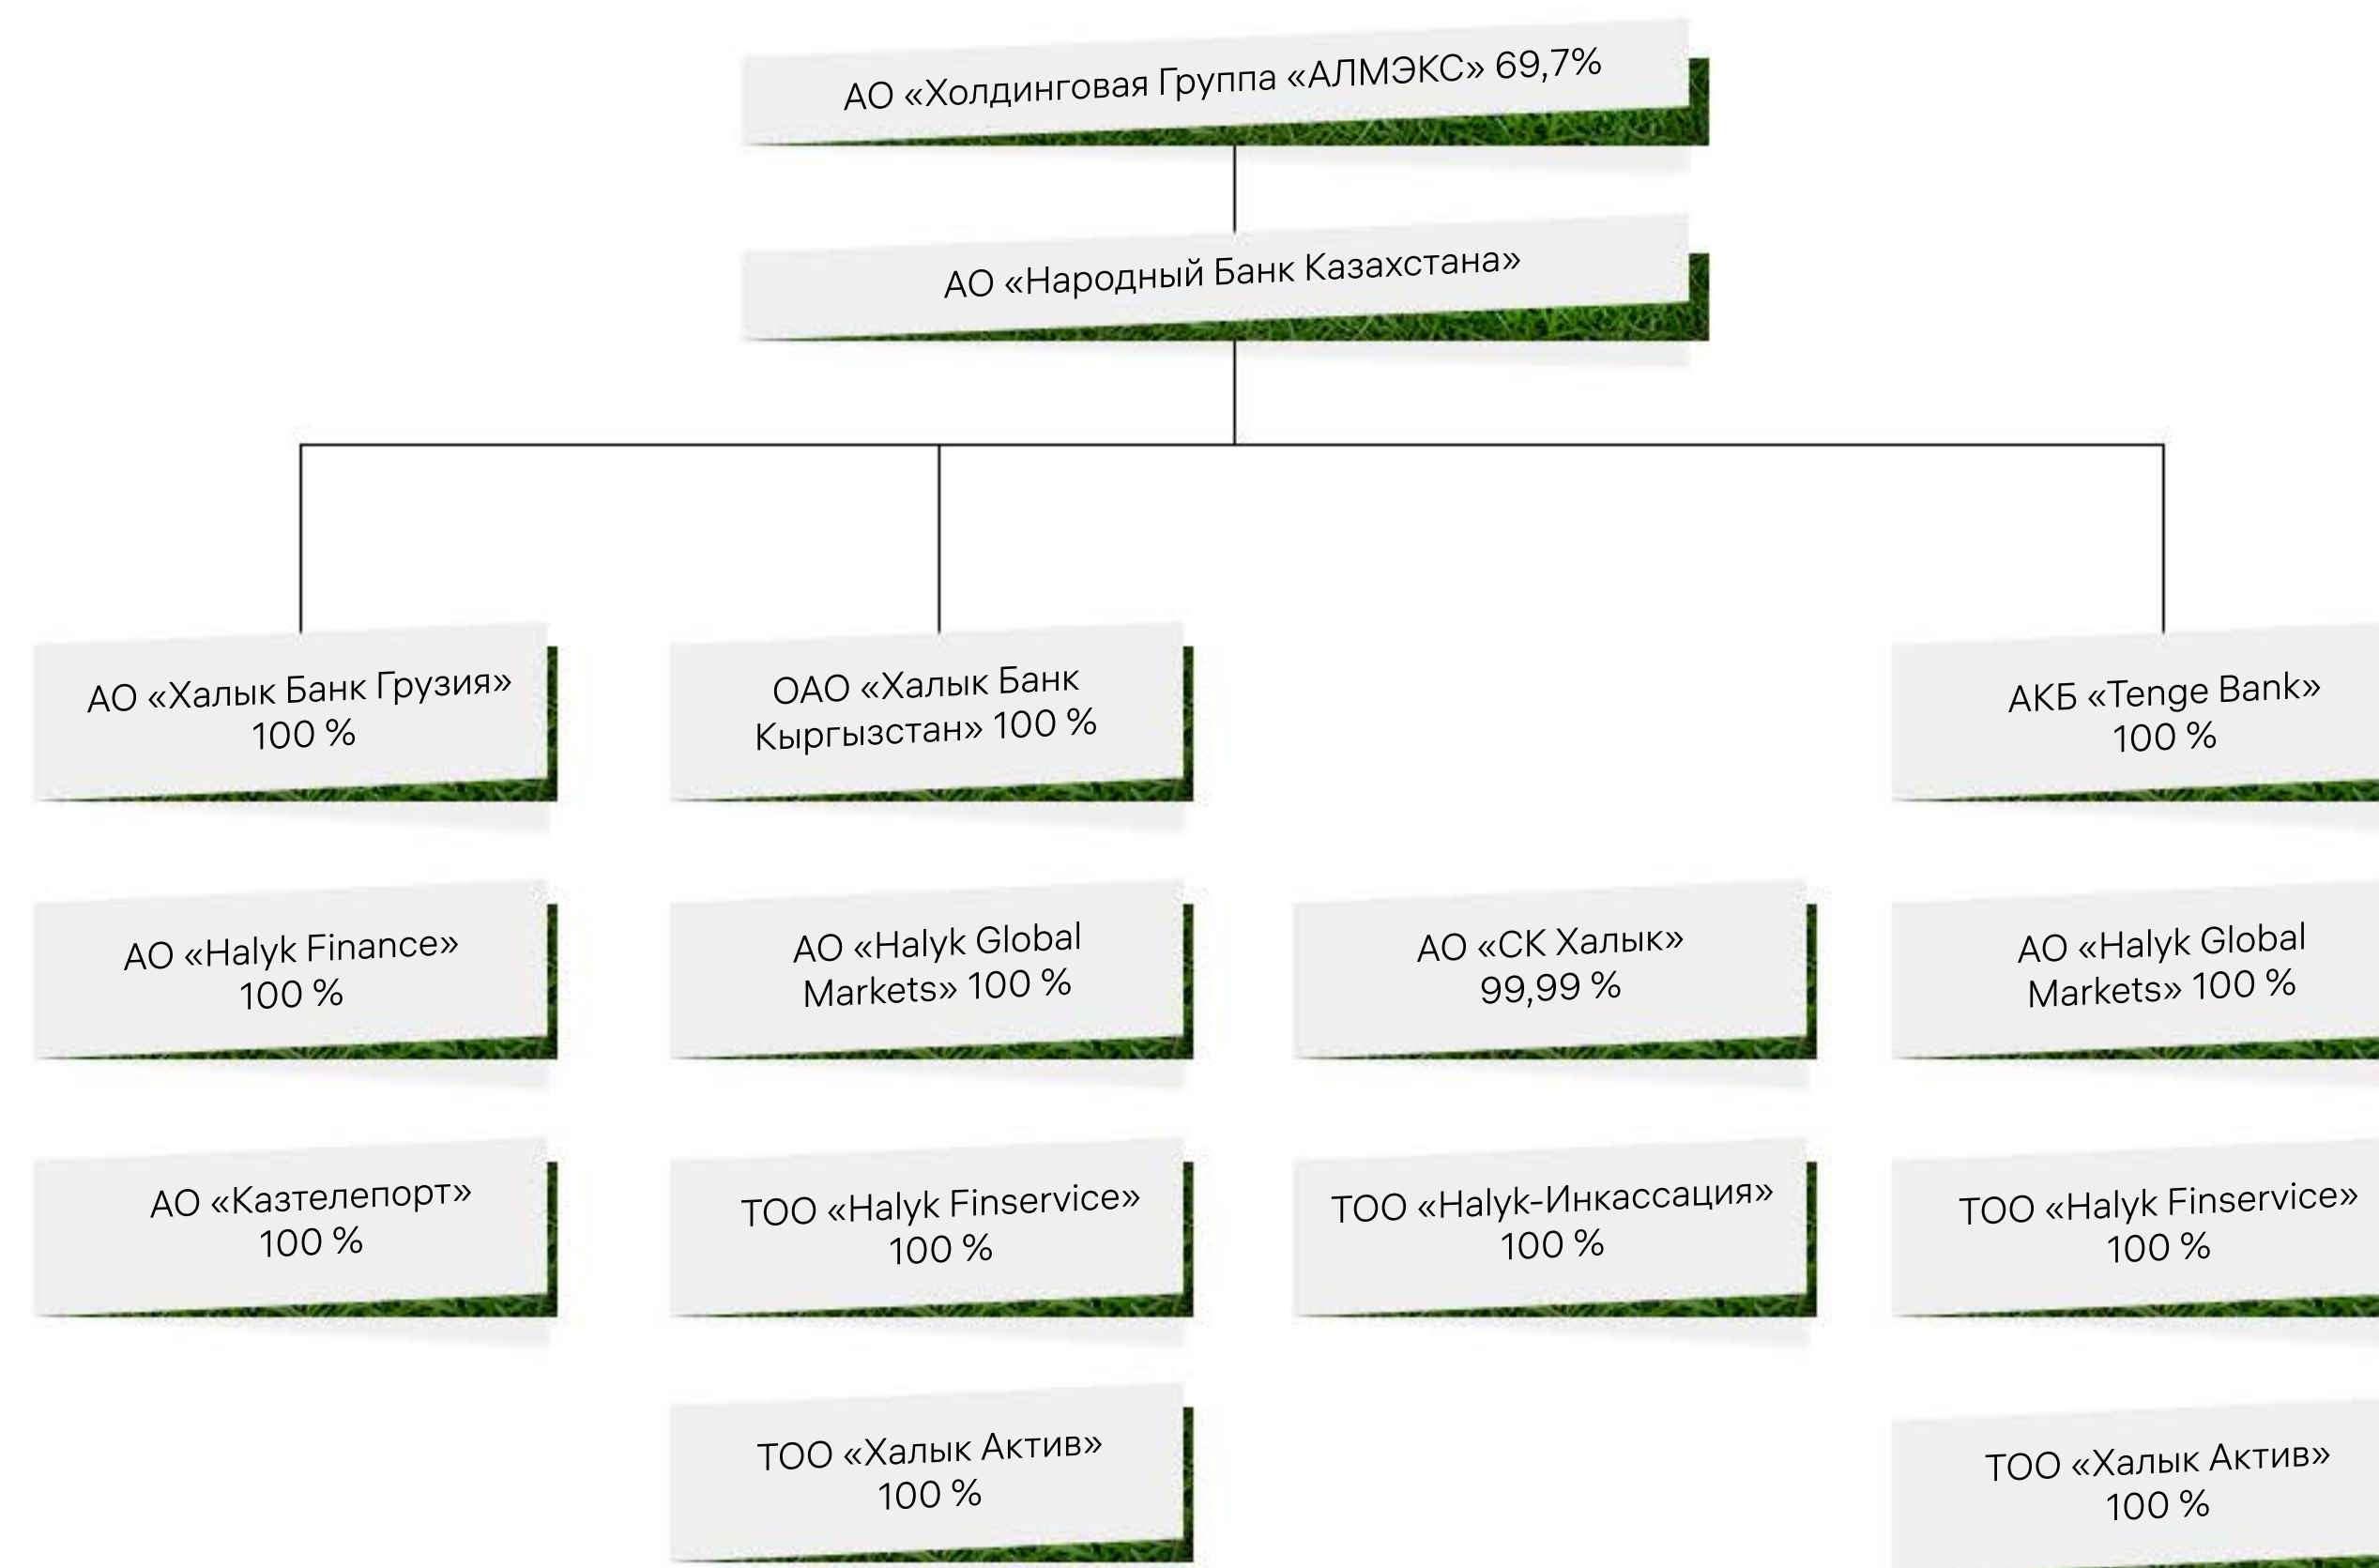 АО «Холдинговая Группа «АЛМЭКС» 69,7%
АО «Народный Банк Казахстана»
АО «Халык Банк Грузия»
100 %
ОАО «Халык Банк
Кыргызстан» 100 %
АКБ «Tenge Bank»
100 %
АО «Halyk Finance»
100 %
АО «Halyk Global
Markets» 100 %
АО «СК Халык»
99,99 %
АО «Halyk Global
Markets» 100 %
АО «Казтелепорт»
100 %
ТОО «Halyk Finservice»
100 %
ТОО «Halyk-Инкассация»
100 %
ТОО «Halyk Finservice»
100 %
ТОО «Халык Актив»
100 %
ТОО «Халык Актив»
100 %